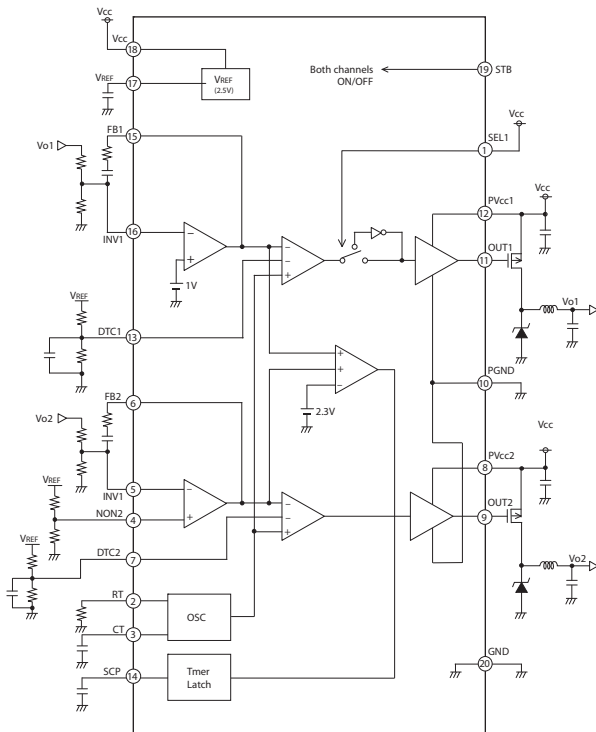 Vcc
Vcc
18
VREF
17
VREF
(2.5V)
Both channels
ON/OFF
19
STB
FB1
15
Vo1
Vcc
SEL1
1
PVcc1
12
Vcc
16
INV1
−
+
1V
−
−
+
OUT1
11
Vo1
VREF
DTC1
13
+
+
−
2.3V
PGND
10
FB2
6
Vo2
Vcc
PVcc2
8
5
INV1
VREF
NON2
4
−
+
−
−
+
OUT2
9
VREF
DTC2
7
Vo2
RT
2
OSC
CT
3
GND
20
SCP
14
Tmer
Latch